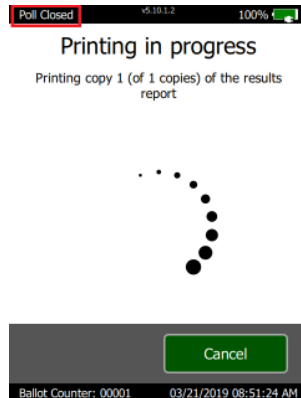 Poll Closed v5.10.1.2 100%
Printing in progress
Printing copy 1 (of 1 copies) of the results
report
Cancel
Ballot Counter: 00001 03/21/2019 08:51:24 AM